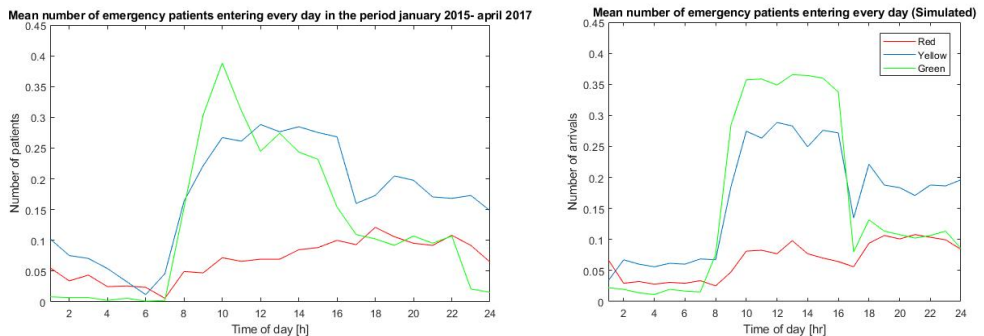 Mean number of emergency patients entering every day in the period january 2015- april 2017
0.45
0.4
0.35
0.3
0.25
0.2
0.15
0.1
0.05
0
Number of patients
2 4 6 8 10 12 14 16 18 20 22 24
Time of day [h]
Mean number of emergency patients entering every day (Simulated)
0.45
0.4
0.35
0.3
0.25
0.2
0.15
0.1
0.05
0
Number of arrivals
Red
Yellow
Green
2 4 6 8 10 12 14 16 18 20 22 24
Time of day [hr]